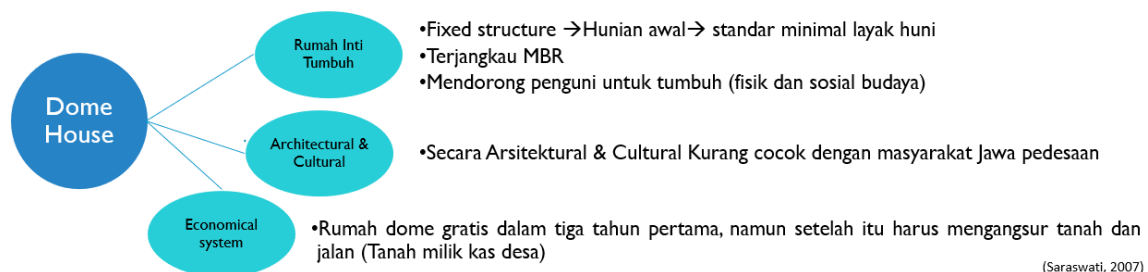 Dome
House
Rumah Inti
Tumbuh
•Fixed structure →Hunian awal→ standar minimal layak huni
•Terjangkau MBR
•Mendorong penguni untuk tumbuh (fisik dan sosial budaya)
Architectural &
Cultural
•Secara Arsitektural & Cultural Kurang cocok dengan masyarakat Jawa pedesaan
Economical
system
•Rumah dome gratis dalam tiga tahun pertama, namun setelah itu harus mengangsur tanah dan
jalan (Tanah milik kas desa)
(Saraswati, 2007)